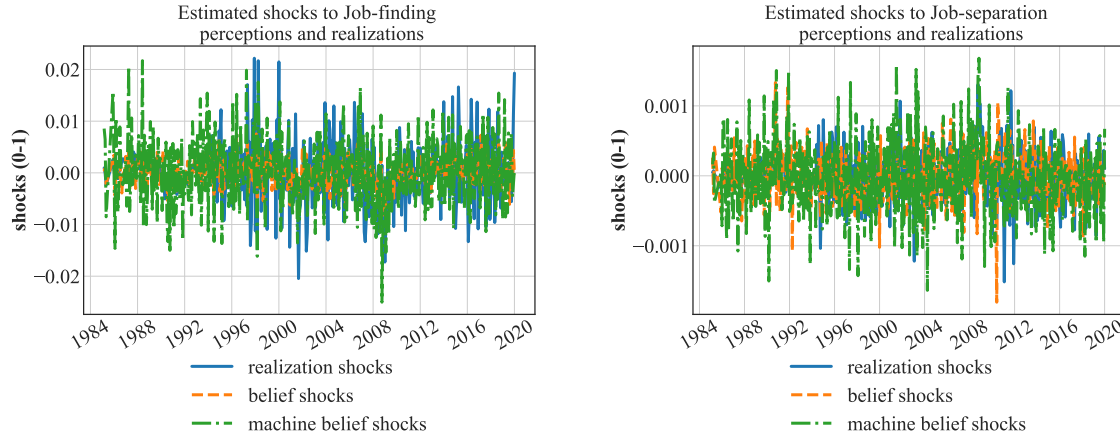 Estimated shocks to Job-finding
perceptions and realizations
shocks (0-1)
0.02
0.01
0.00
−0.01
−0.02
1984 1988 1992 1996 2000 2004 2008 2012 2016 2020
realization shocks
belief shocks
machine belief shocks
Estimated shocks to Job-separation
perceptions and realizations
shocks (0-1)
0.001
0.000
−0.001
1984 1988 1992 1996 2000 2004 2008 2012 2016 2020
realization shocks
belief shocks
machine belief shocks